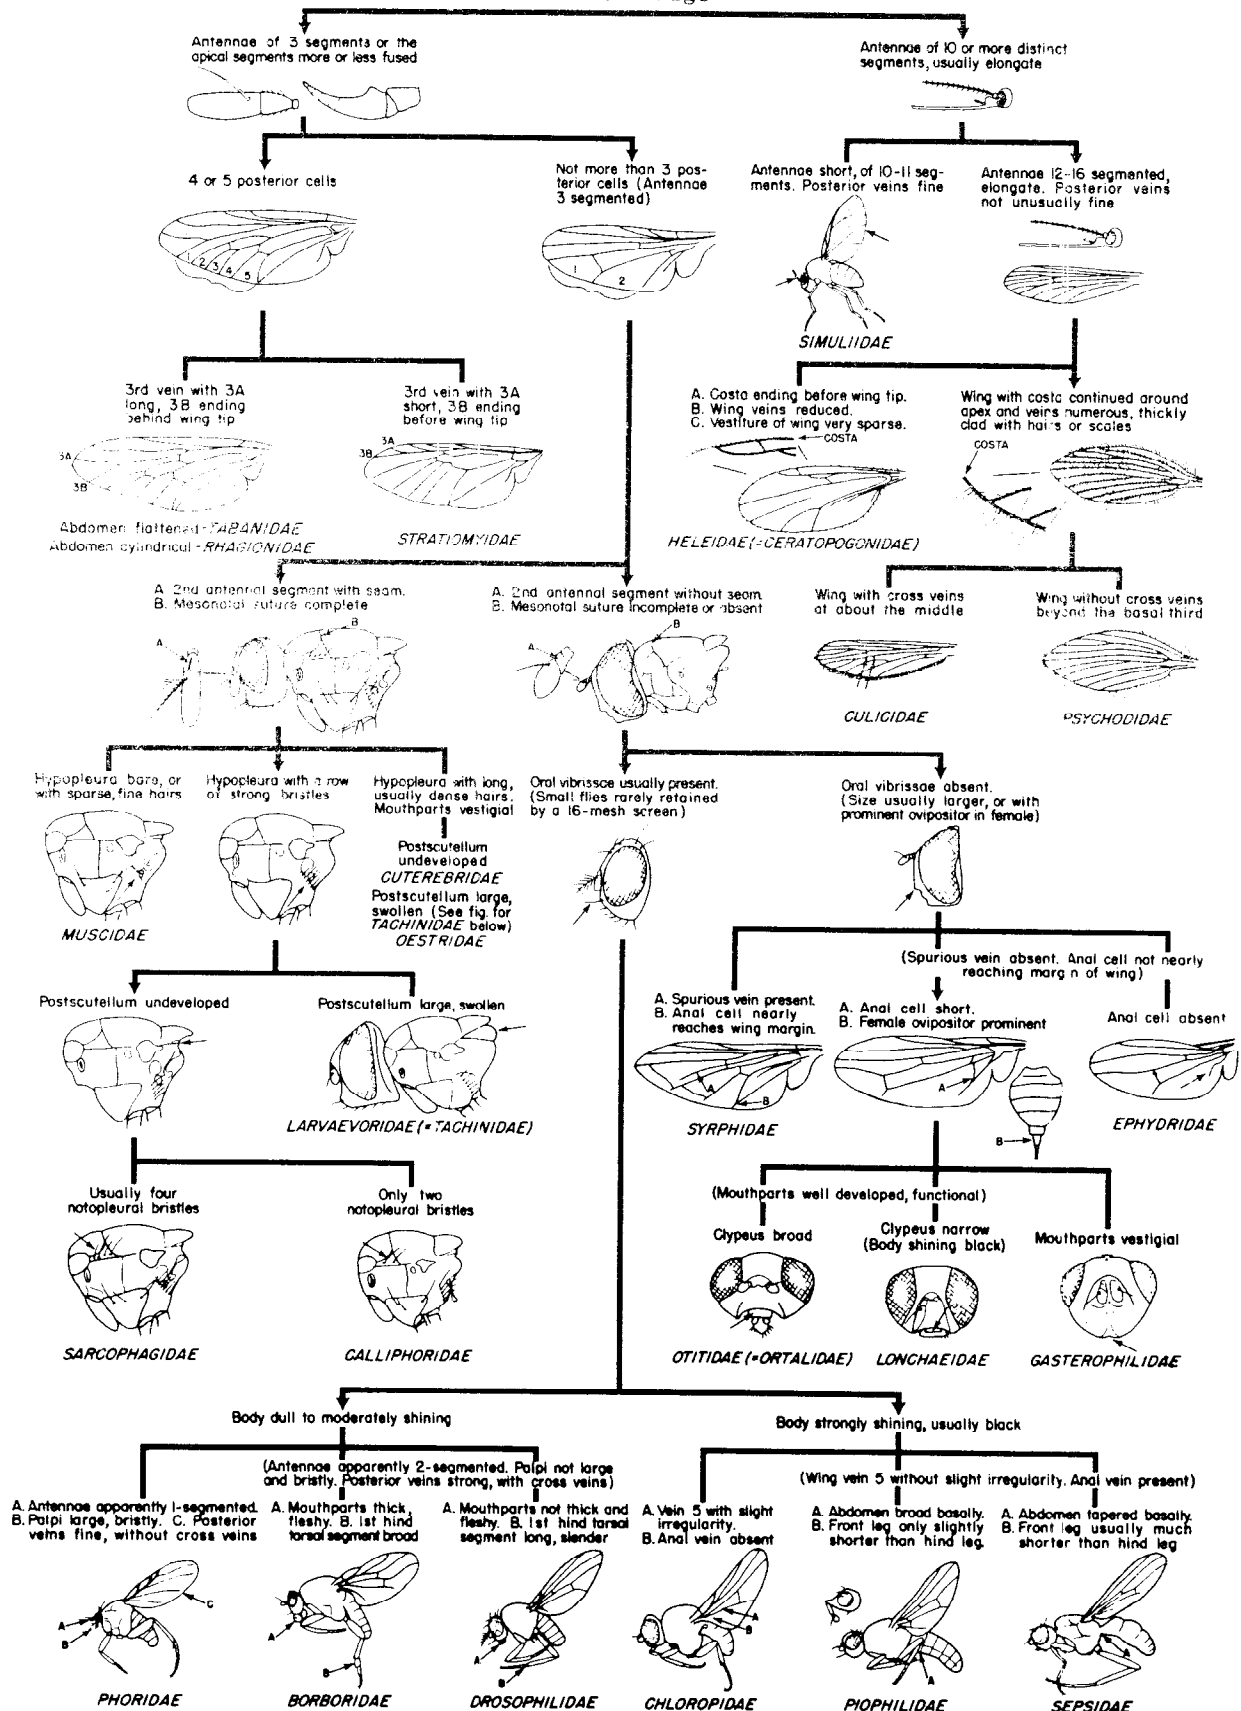 Antennae of 3 segments or the
apical segments more or less fused
Antennae of 10 or more distinct
segments, usually elongate
4 or 5 posterior cells
Not more than 3 pos-
terior cells (Antennae
3 segmented)
Antennae short, of 10-11 seg-
ments. Posterior veins fine
Antennae 12-16 segmented,
elongate. Posterior veins
not unusually fine
1 2 3 4 5
1 2
SIMULIIDAE
3rd vein with 3A
long, 3B ending
behind wing tip
3A
3B
Abdomen flattened-TABANIDAE
Abdomen cylindrical-RHAGIONIDAE
3rd vein with 3A
short, 3B ending
before wing tip
3A
3B
STRATIOMYIDAE
A. Costa ending before wing tip.
B. Wing veins reduced.
C. Vestiture of wing very sparse.
COSTA
HELEIDAE(=CERATOPOGONIDAE)
Wing with costa continued around
apex and veins numerous, thickly
clad with hairs or scales
COSTA
A. 2nd antennal segment with seam.
B. Mesonotal suture complete
A
B
A. 2nd antennal segment without seam.
B. Mesonotal suture incomplete or absent
A
B
Wing with cross veins
at about the middle
CULICIDAE
Wing without cross veins
beyond the basal third
PSYCHODIDAE
Hypopleura bare, or
with sparse, fine hairs
MUSCIDAE
Hypopleura with a row
of strong bristles
Hypopleura with long,
usually dense hairs.
Mouthparts vestigial
Postscutellum
undeveloped
CUTEREBRIDAE
Postscutellum large,
swollen (See fig. for
TACHINIDAE below)
OESTRIDAE
Oral vibrissae usually present.
(Small flies rarely retained
by a 16-mesh screen)
Oral vibrissae absent.
(Size usually larger, or with
prominent ovipositor in female)
(Spurious vein absent. Anal cell not nearly
reaching margin of wing)
Postscutellum undeveloped
Postscutellum large, swollen
LARVAEVORIDAE(=TACHINIDAE)
A. Spurious vein present.
B. Anal cell nearly
reaches wing margin.
A
B
SYRPHIDAE
A. Anal cell short.
B. Female ovipositor prominent
A
B
Anal cell absent
EPHYDRIDAE
Usually four
notopleural bristles
SARCOPHAGIDAE
Only two
notopleural bristles
CALLIPHORIDAE
(Mouthparts well developed, functional)
Clypeus broad
OTITIDAE(=ORTALIDAE)
Clypeus narrow
(Body shining black)
LONCHAEIDAE
Mouthparts vestigial
GASTEROPHILIDAE
Body dull to moderately shining
Body strongly shining, usually black
(Antennae apparently 2-segmented. Palpi not large
and bristly. Posterior veins strong, with cross veins)
(Wing vein 5 without slight irregularity. Anal vein present)
A. Antennae apparently 1-segmented.
B. Palpi large, bristly. C. Posterior
veins fine, without cross veins
A
B
C
PHORIDAE
A. Mouthparts thick,
fleshy. B. 1st hind
tarsal segment broad
A
B
BORBORIDAE
A. Mouthparts not thick and
fleshy. B. 1st hind tarsal
segment long, slender
A
B
DROSOPHILIDAE
A. Vein 5 with slight
irregularity.
B. Anal vein absent
A
B
CHLOROPIDAE
A. Abdomen broad basally.
B. Front leg only slightly
shorter than hind leg.
A
PIOPHILIDAE
A. Abdomen tapered basally.
B. Front leg usually much
shorter than hind leg
A
SEPSIDAE